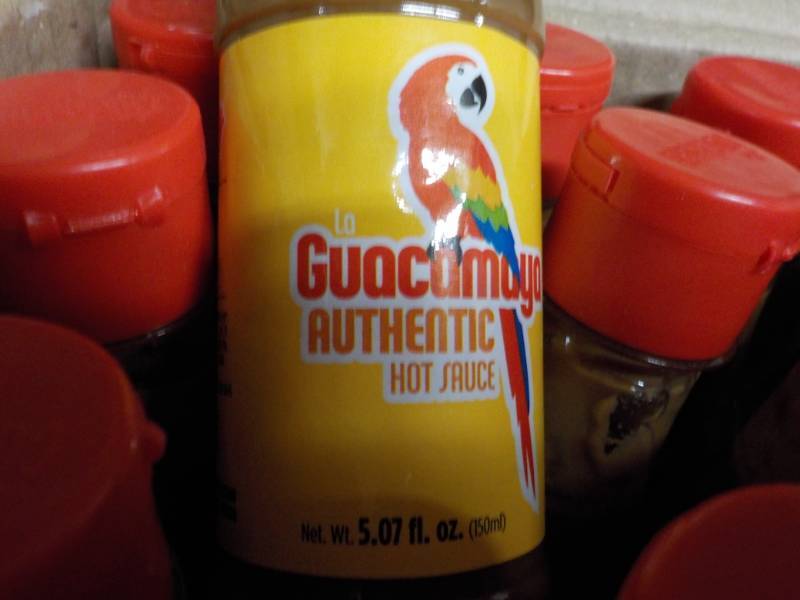 La
Guacamaya
AUTHENTIC
HOT SAUCE
Net. Wt. 5.07 fl. oz. (150ml)